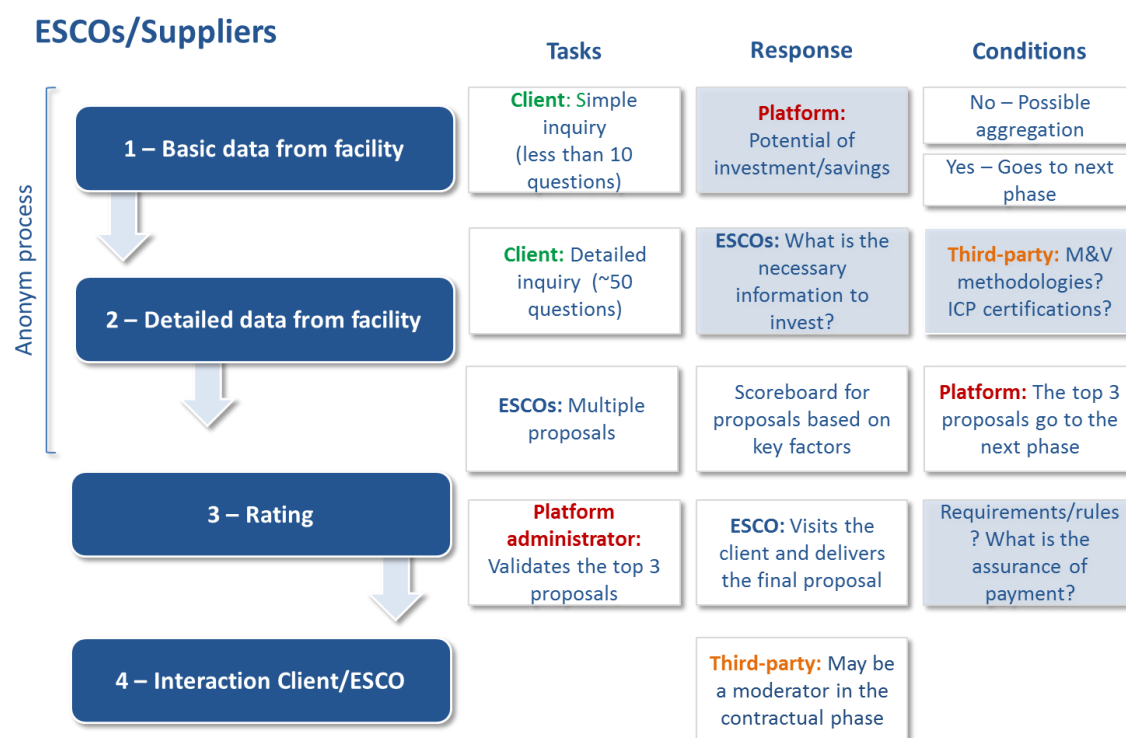 ESCOs/Suppliers
Tasks
Response
Conditions
Anonym process
1 – Basic data from facility
Client: Simple
inquiry
(less than 10
questions)
Platform:
Potential of
investment/savings
No – Possible
aggregation
Yes – Goes to next
phase
2 – Detailed data from facility
Client: Detailed
inquiry (~50
questions)
ESCOs: What is the
necessary
information to
invest?
Third-party: M&V
methodologies?
ICP certifications?
ESCOs: Multiple
proposals
Scoreboard for
proposals based on
key factors
Platform: The top 3
proposals go to the
next phase
3 – Rating
Platform
administrator:
Validates the top 3
proposals
ESCO: Visits the
client and delivers
the final proposal
Requirements/rules
? What is the
assurance of
payment?
4 – Interaction Client/ESCO
Third-party: May be
a moderator in the
contractual phase